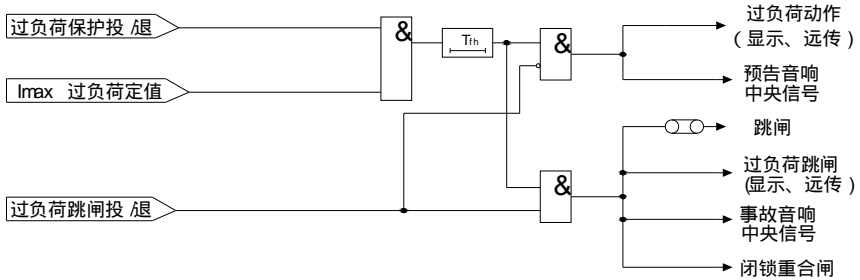 过负荷保护投/退
Imax 过负荷定值
过负荷跳闸投/退
&
Tfh
&
&
过负荷动作
（显示、远传）
预告音响
中央信号
跳闸
过负荷跳闸
(显示、远传）
事故音响
中央信号
闭锁重合闸